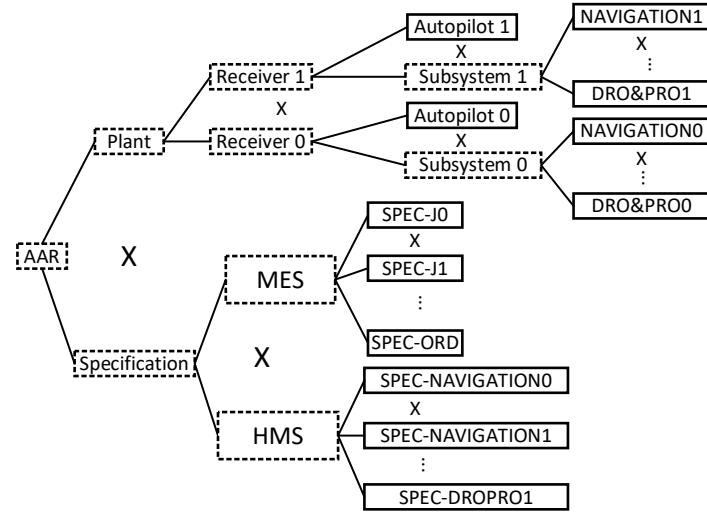 Autopilot 1
NAVIGATION1
X
X
⋮
Receiver 1
Subsystem 1
DRO&PRO1
X
Autopilot 0
NAVIGATION0
Plant
Receiver 0
X
X
Subsystem 0
⋮
DRO&PRO0
SPEC-J0
X
AAR
X
MES
SPEC-J1
⋮
SPEC-ORD
X
Specification
SPEC-NAVIGATION0
X
HMS
SPEC-NAVIGATION1
⋮
SPEC-DROPRO1